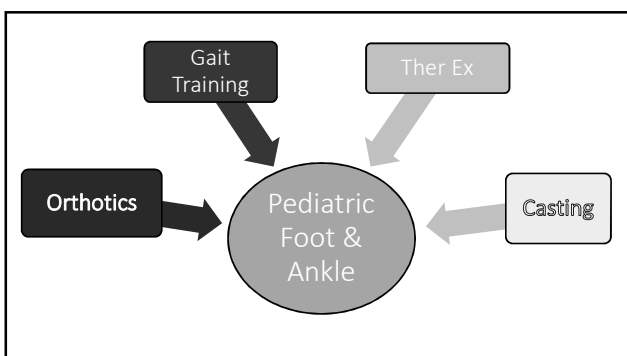 Gait
Training
Ther Ex
Orthotics
Pediatric
Foot &
Ankle
Casting